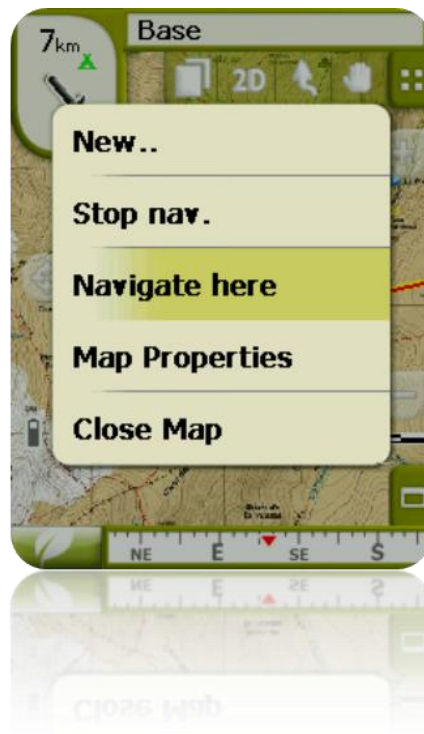 7km
Base
2D
New..
Stop nav.
Navigate here
Map Properties
Close Map
NE E SE S